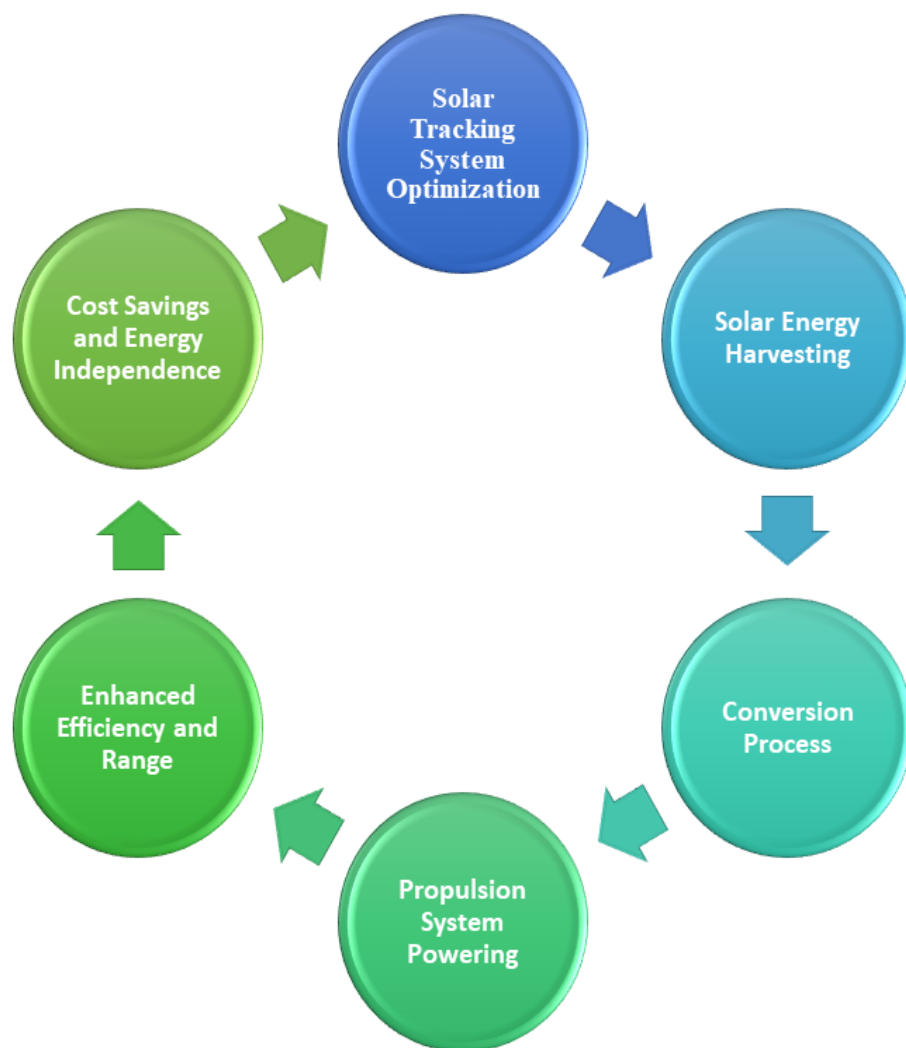 Solar
Tracking
System
Optimization
Solar Energy
Harvesting
Conversion
Process
Propulsion
System
Powering
Enhanced
Efficiency and
Range
Cost Savings
and Energy
Independence